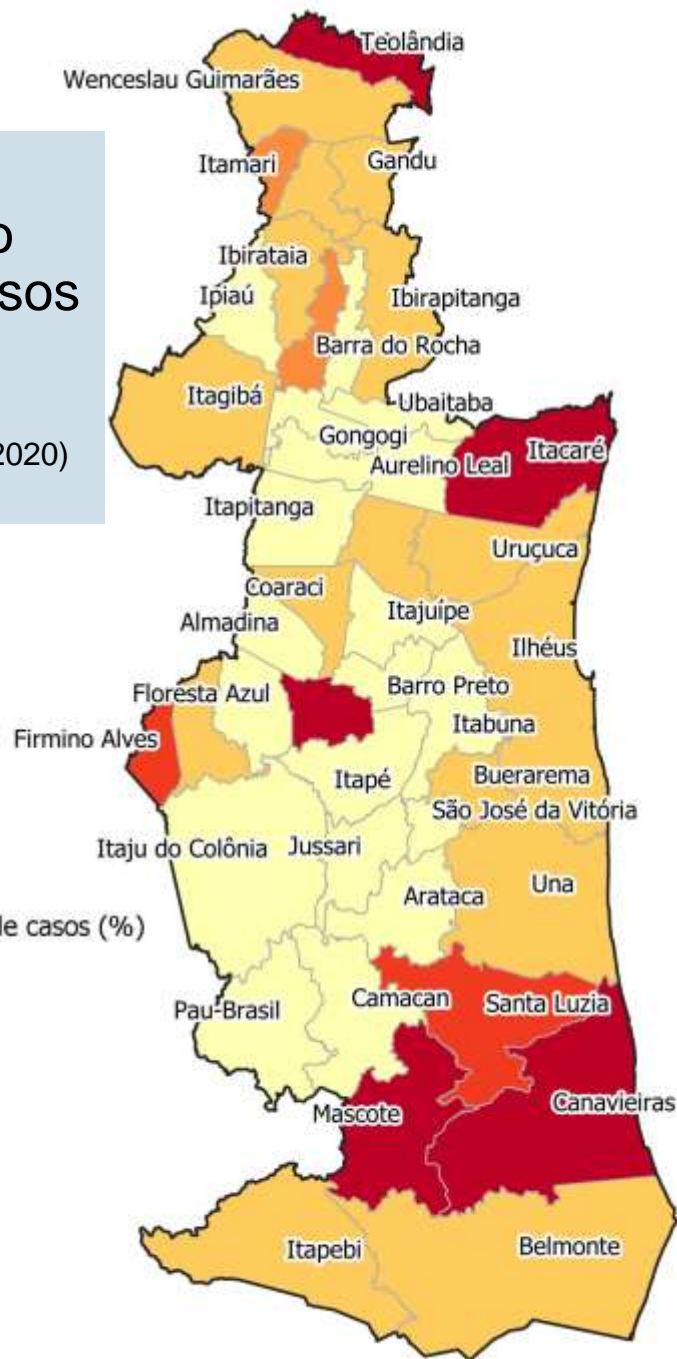 Teolândia
Wenceslau Guimarães
Itamari
Gandu
Ibirataia
Ipiaú
Ibirapitanga
Barra do Rocha
Itagibá
Ubaitaba
Gongogi
Itacaré
Aurelino Leal
Itapitanga
Uruçuca
Coaraci
Itajuípe
Almadina
Ilhéus
Floresta Azul
Barro Preto
Itabuna
Firmino Alves
Itapé
Buerarema
São José da Vitória
Itaju do Colônia
Jussari
Una
Arataca
Camacan
Santa Luzia
Pau-Brasil
Canavieiras
Mascote
Itapebi
Belmonte
o
sos
2020)
de casos (%)